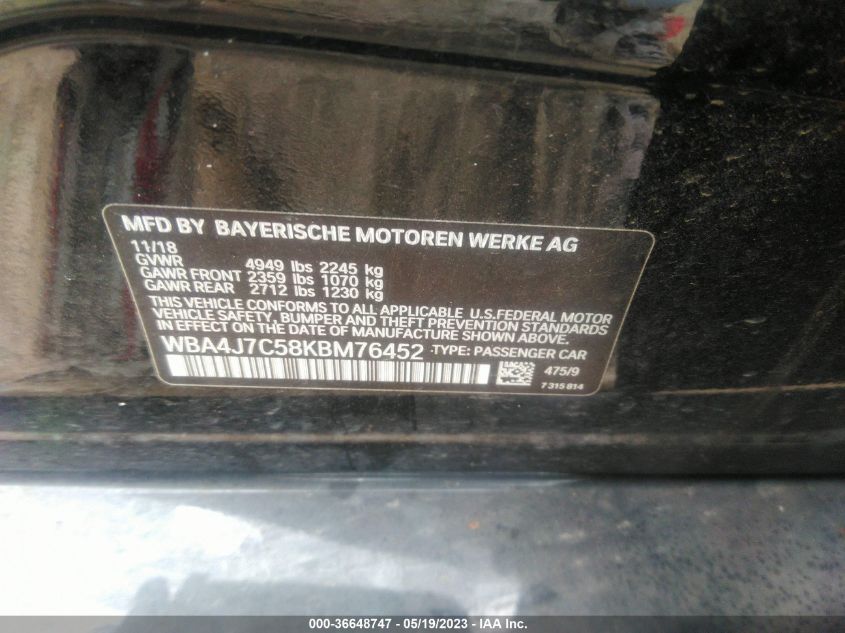 MFD BY BAYERISCHE MOTOREN WERKE AG
11/18
GVWR 4949 lbs 2245 kg
GAWR FRONT 2359 lbs 1070 kg
GAWR REAR 2712 lbs 1230 kg
THIS VEHICLE CONFORMS TO ALL APPLICABLE U.S.FEDERAL MOTOR
VEHICLE SAFETY, BUMPER AND THEFT PREVENTION STANDARDS
IN EFFECT ON THE DATE OF MANUFACTURE SHOWN ABOVE.
WBA4J7C58KBM76452 TYPE: PASSENGER CAR
475/9
7 315 814
000-36648747 - 05/19/2023 - IAA Inc.